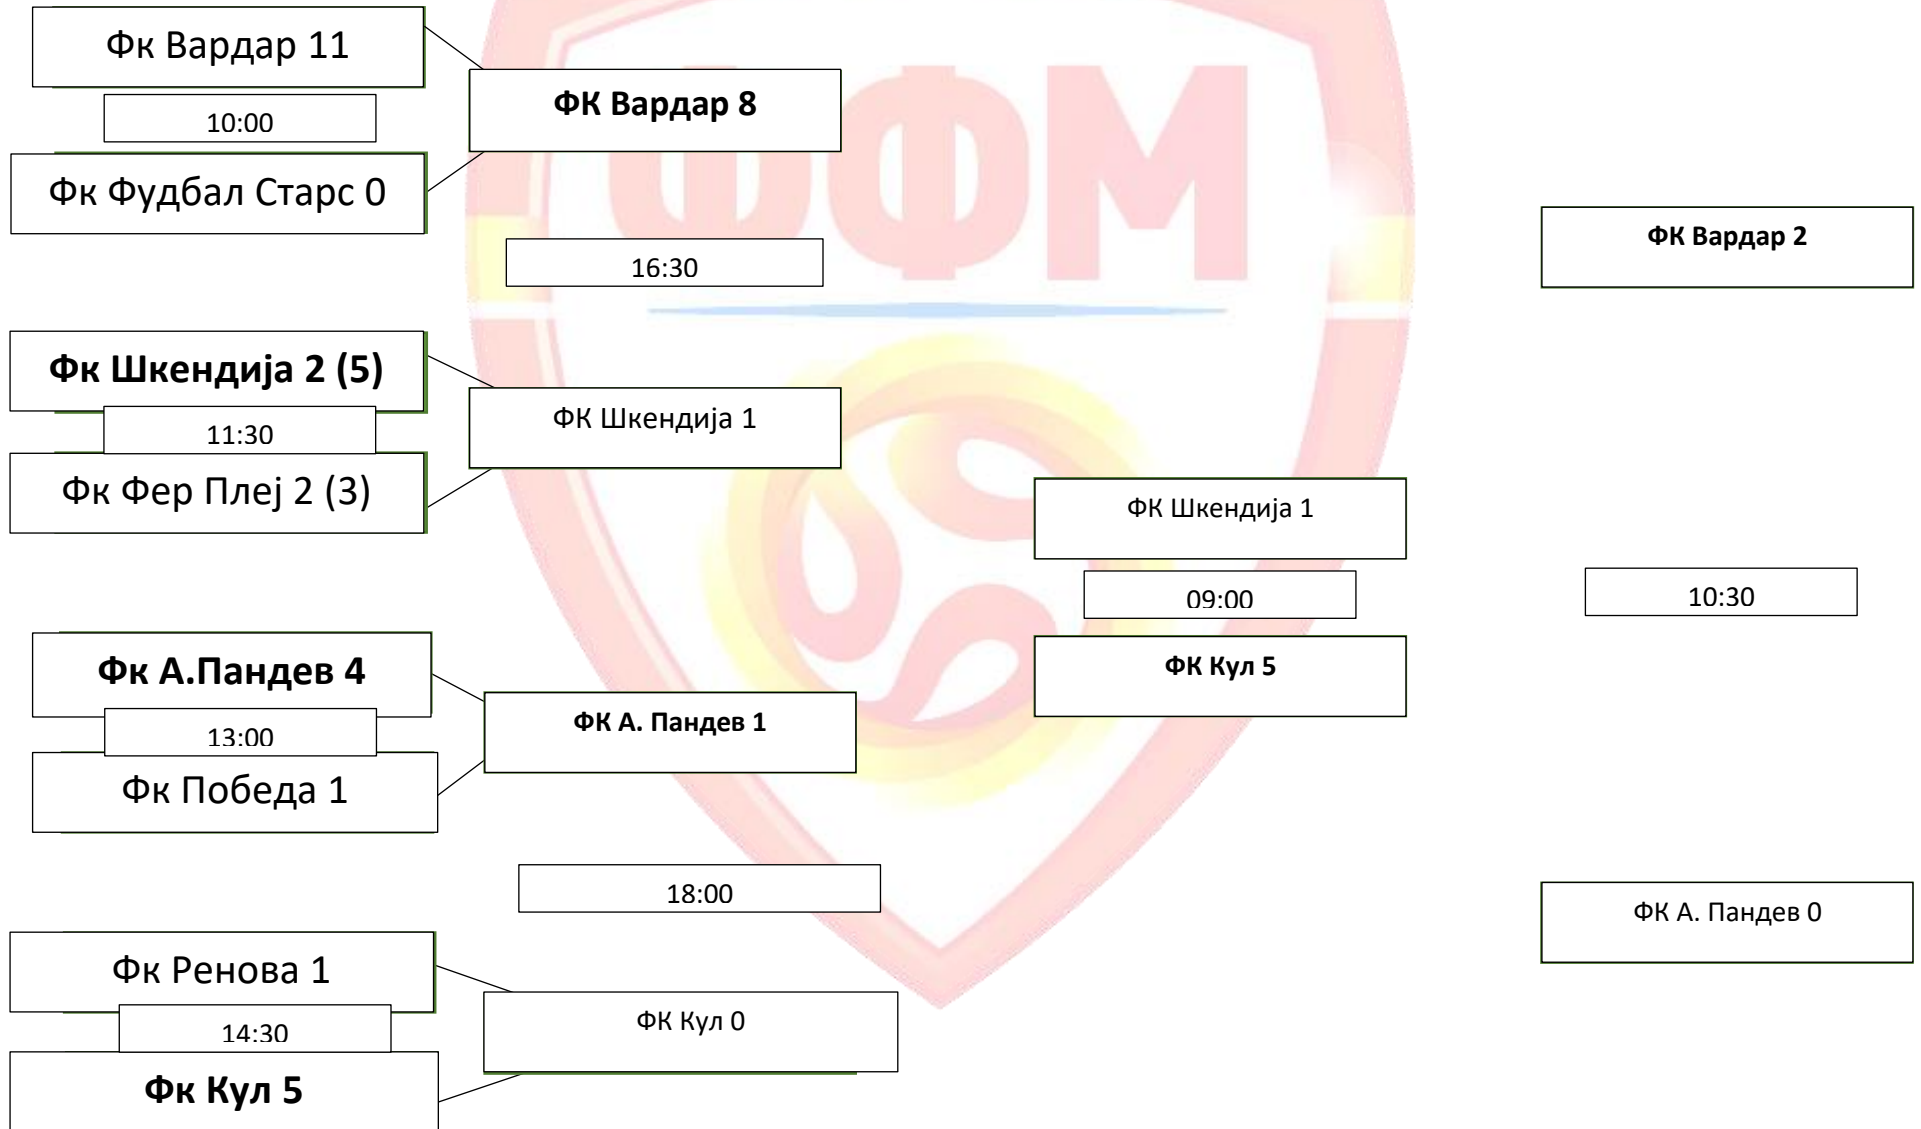 Фк Вардар 11
10:00
Фк Фудбал Старс 0
ФК Вардар 8
16:30
Фк Шкендија 2 (5)
11:30
Фк Фер Плеј 2 (3)
ФК Шкендија 1
Фк А.Пандев 4
13:00
Фк Победа 1
ФК А. Пандев 1
18:00
Фк Ренова 1
14:30
Фк Кул 5
ФК Кул 0
ФФМ
ФК Шкендија 1
09:00
ФК Кул 5
ФК Вардар 2
10:30
ФК А. Пандев 0